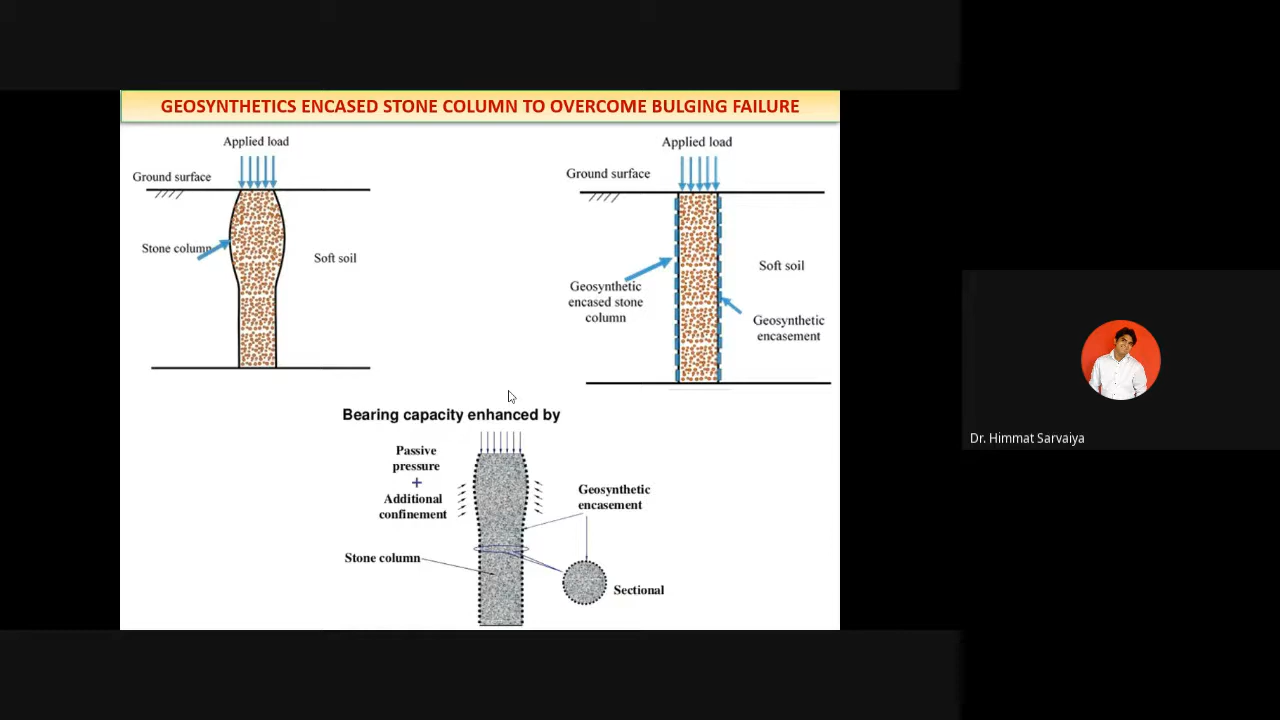 GEOSYNTHETICS ENCASED STONE COLUMN TO OVERCOME BULGING FAILURE
Applied load
Ground surface
Stone column
Soft soil
Applied load
Ground surface
Geosynthetic
encased stone
column
Soft soil
Geosynthetic
encasement
Bearing capacity enhanced by
Passive
pressure
+
Additional
confinement
Geosynthetic
encasement
Stone column
Sectional
Dr. Himmat Sarvaiya